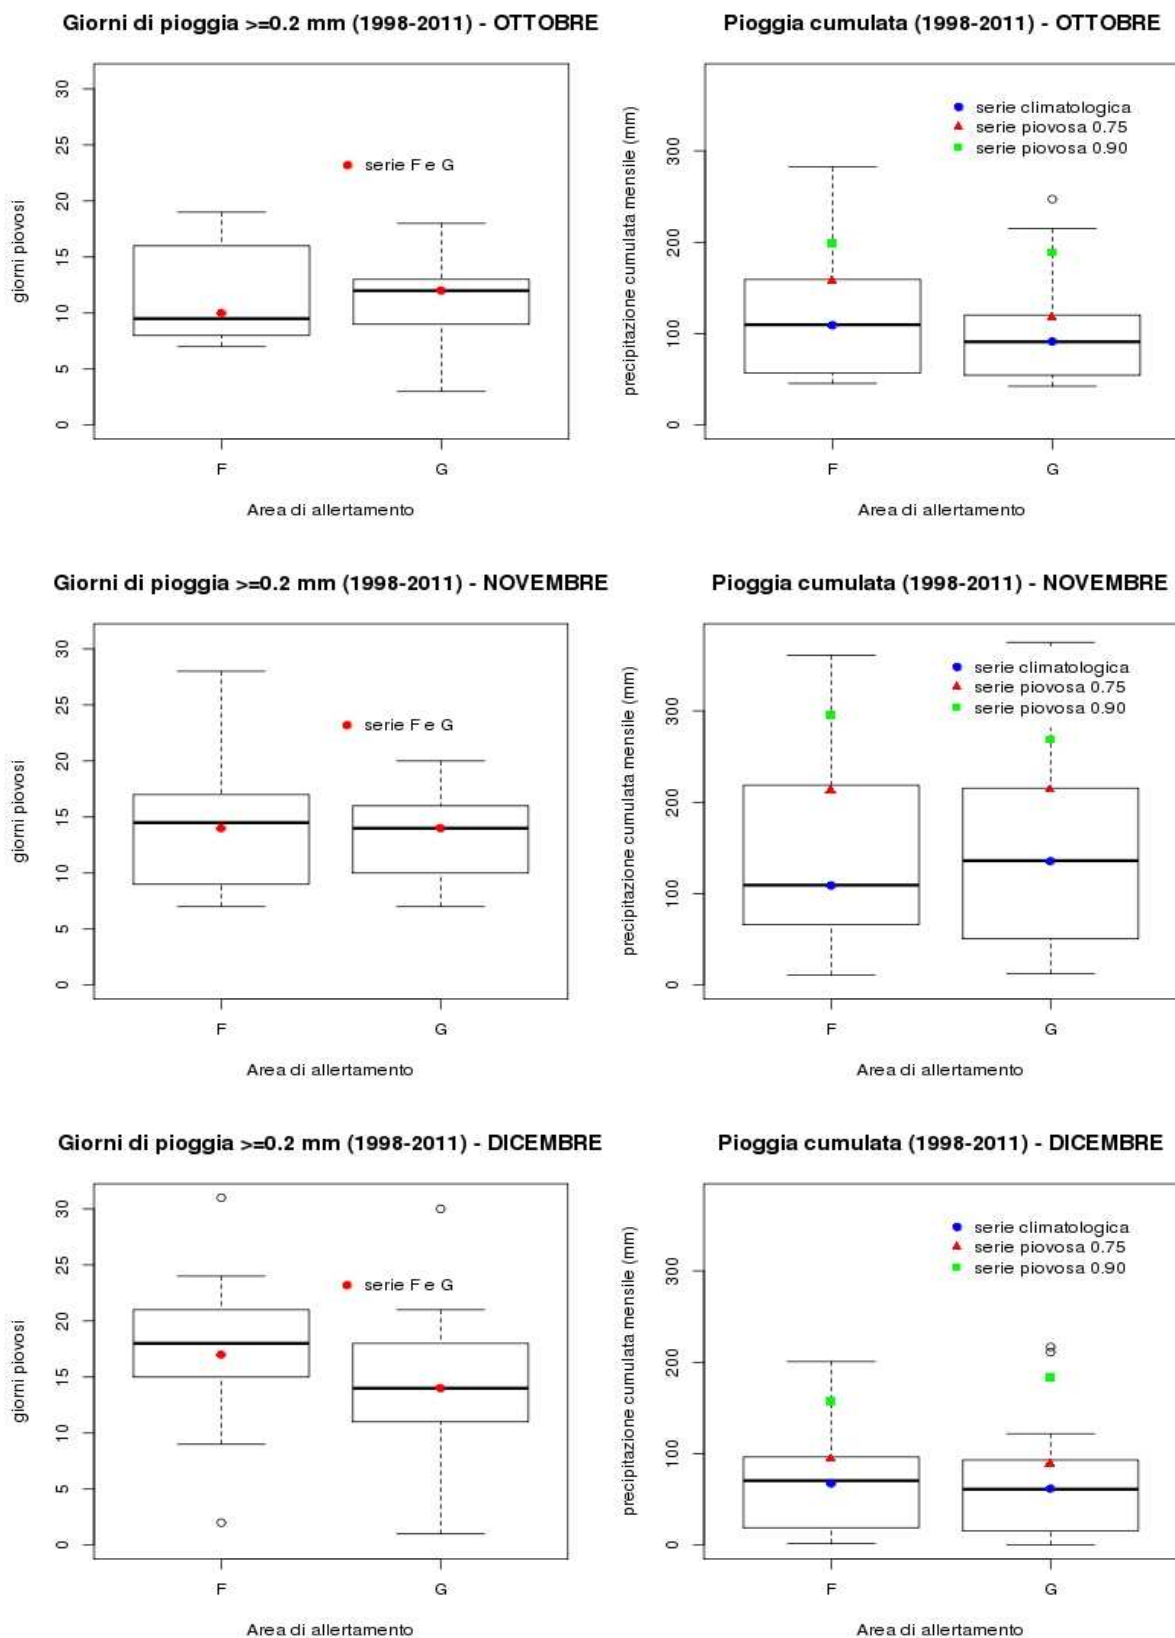 Giorni di pioggia >=0.2 mm (1998-2011) - OTTOBRE
giorni piovosi
30
25
20
15
10
5
0
serie F e G
F
G
Area di allertamento
Pioggia cumulata (1998-2011) - OTTOBRE
precipitazione cumulata mensile (mm)
300
200
100
0
serie climatologica
serie piovosa 0.75
serie piovosa 0.90
F
G
Area di allertamento
Giorni di pioggia >=0.2 mm (1998-2011) - NOVEMBRE
giorni piovosi
30
25
20
15
10
5
0
serie F e G
F
G
Area di allertamento
Pioggia cumulata (1998-2011) - NOVEMBRE
precipitazione cumulata mensile (mm)
300
200
100
0
serie climatologica
serie piovosa 0.75
serie piovosa 0.90
F
G
Area di allertamento
Giorni di pioggia >=0.2 mm (1998-2011) - DICEMBRE
giorni piovosi
30
25
20
15
10
5
0
serie F e G
F
G
Area di allertamento
Pioggia cumulata (1998-2011) - DICEMBRE
precipitazione cumulata mensile (mm)
300
200
100
0
serie climatologica
serie piovosa 0.75
serie piovosa 0.90
F
G
Area di allertamento